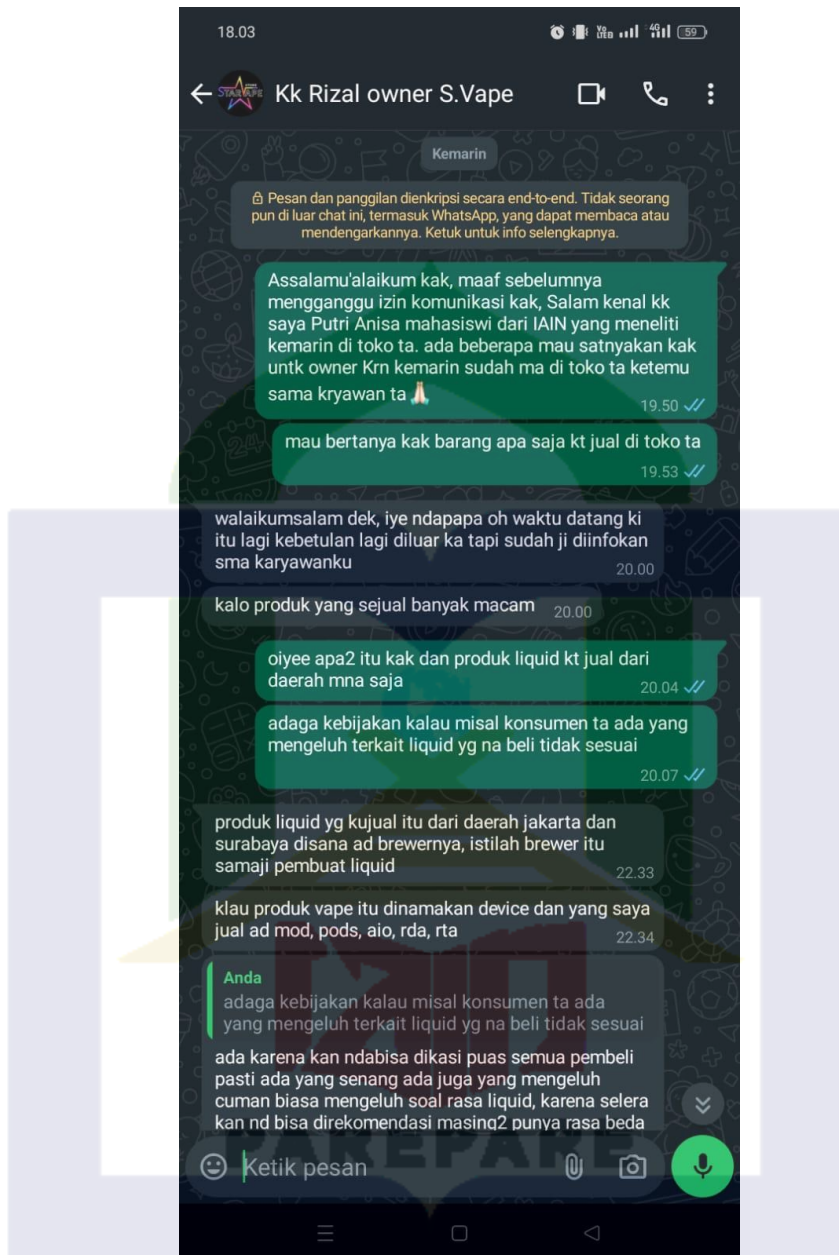 18.03
VO LTE 4G 59
STARVAPE
Kk Rizal owner S.Vape
Kemarin
Pesan dan panggilan dienkripsi secara end-to-end. Tidak seorang
pun di luar chat ini, termasuk WhatsApp, yang dapat membaca atau
mendengarkannya. Ketuk untuk info selengkapnya.
Assalamu'alaikum kak, maaf sebelumnya
mengganggu izin komunikasi kak, Salam kenal kk
saya Putri Anisa mahasiswi dari IAIN yang meneliti
kemarin di toko ta. ada beberapa mau satnyakan kak
untk owner Krn kemarin sudah ma di toko ta ketemu
sama kryawan ta 🙏🏻
19.50
mau bertanya kak barang apa saja kt jual di toko ta
19.53
walaikumsalam dek, iye ndapapa oh waktu datang ki
itu lagi kebetulan lagi diluar ka tapi sudah ji diinfokan
sma karyawanku
20.00
kalo produk yang sejual banyak macam 20.00
oiyee apa2 itu kak dan produk liquid kt jual dari
daerah mna saja
20.04
adaga kebijakan kalau misal konsumen ta ada yang
mengeluh terkait liquid yg na beli tidak sesuai
20.07
produk liquid yg kujual itu dari daerah jakarta dan
surabaya disana ad brewernya, istilah brewer itu
samaji pembuat liquid
22.33
klau produk vape itu dinamakan device dan yang saya
jual ad mod, pods, aio, rda, rta
22.34
Anda
adaga kebijakan kalau misal konsumen ta ada
yang mengeluh terkait liquid yg na beli tidak sesuai
ada karena kan ndabisa dikasi puas semua pembeli
pasti ada yang senang ada juga yang mengeluh
cuman biasa mengeluh soal rasa liquid, karena selera
kan nd bisa direkomendasi masing2 punya rasa beda
PAREPARE
Ketik pesan